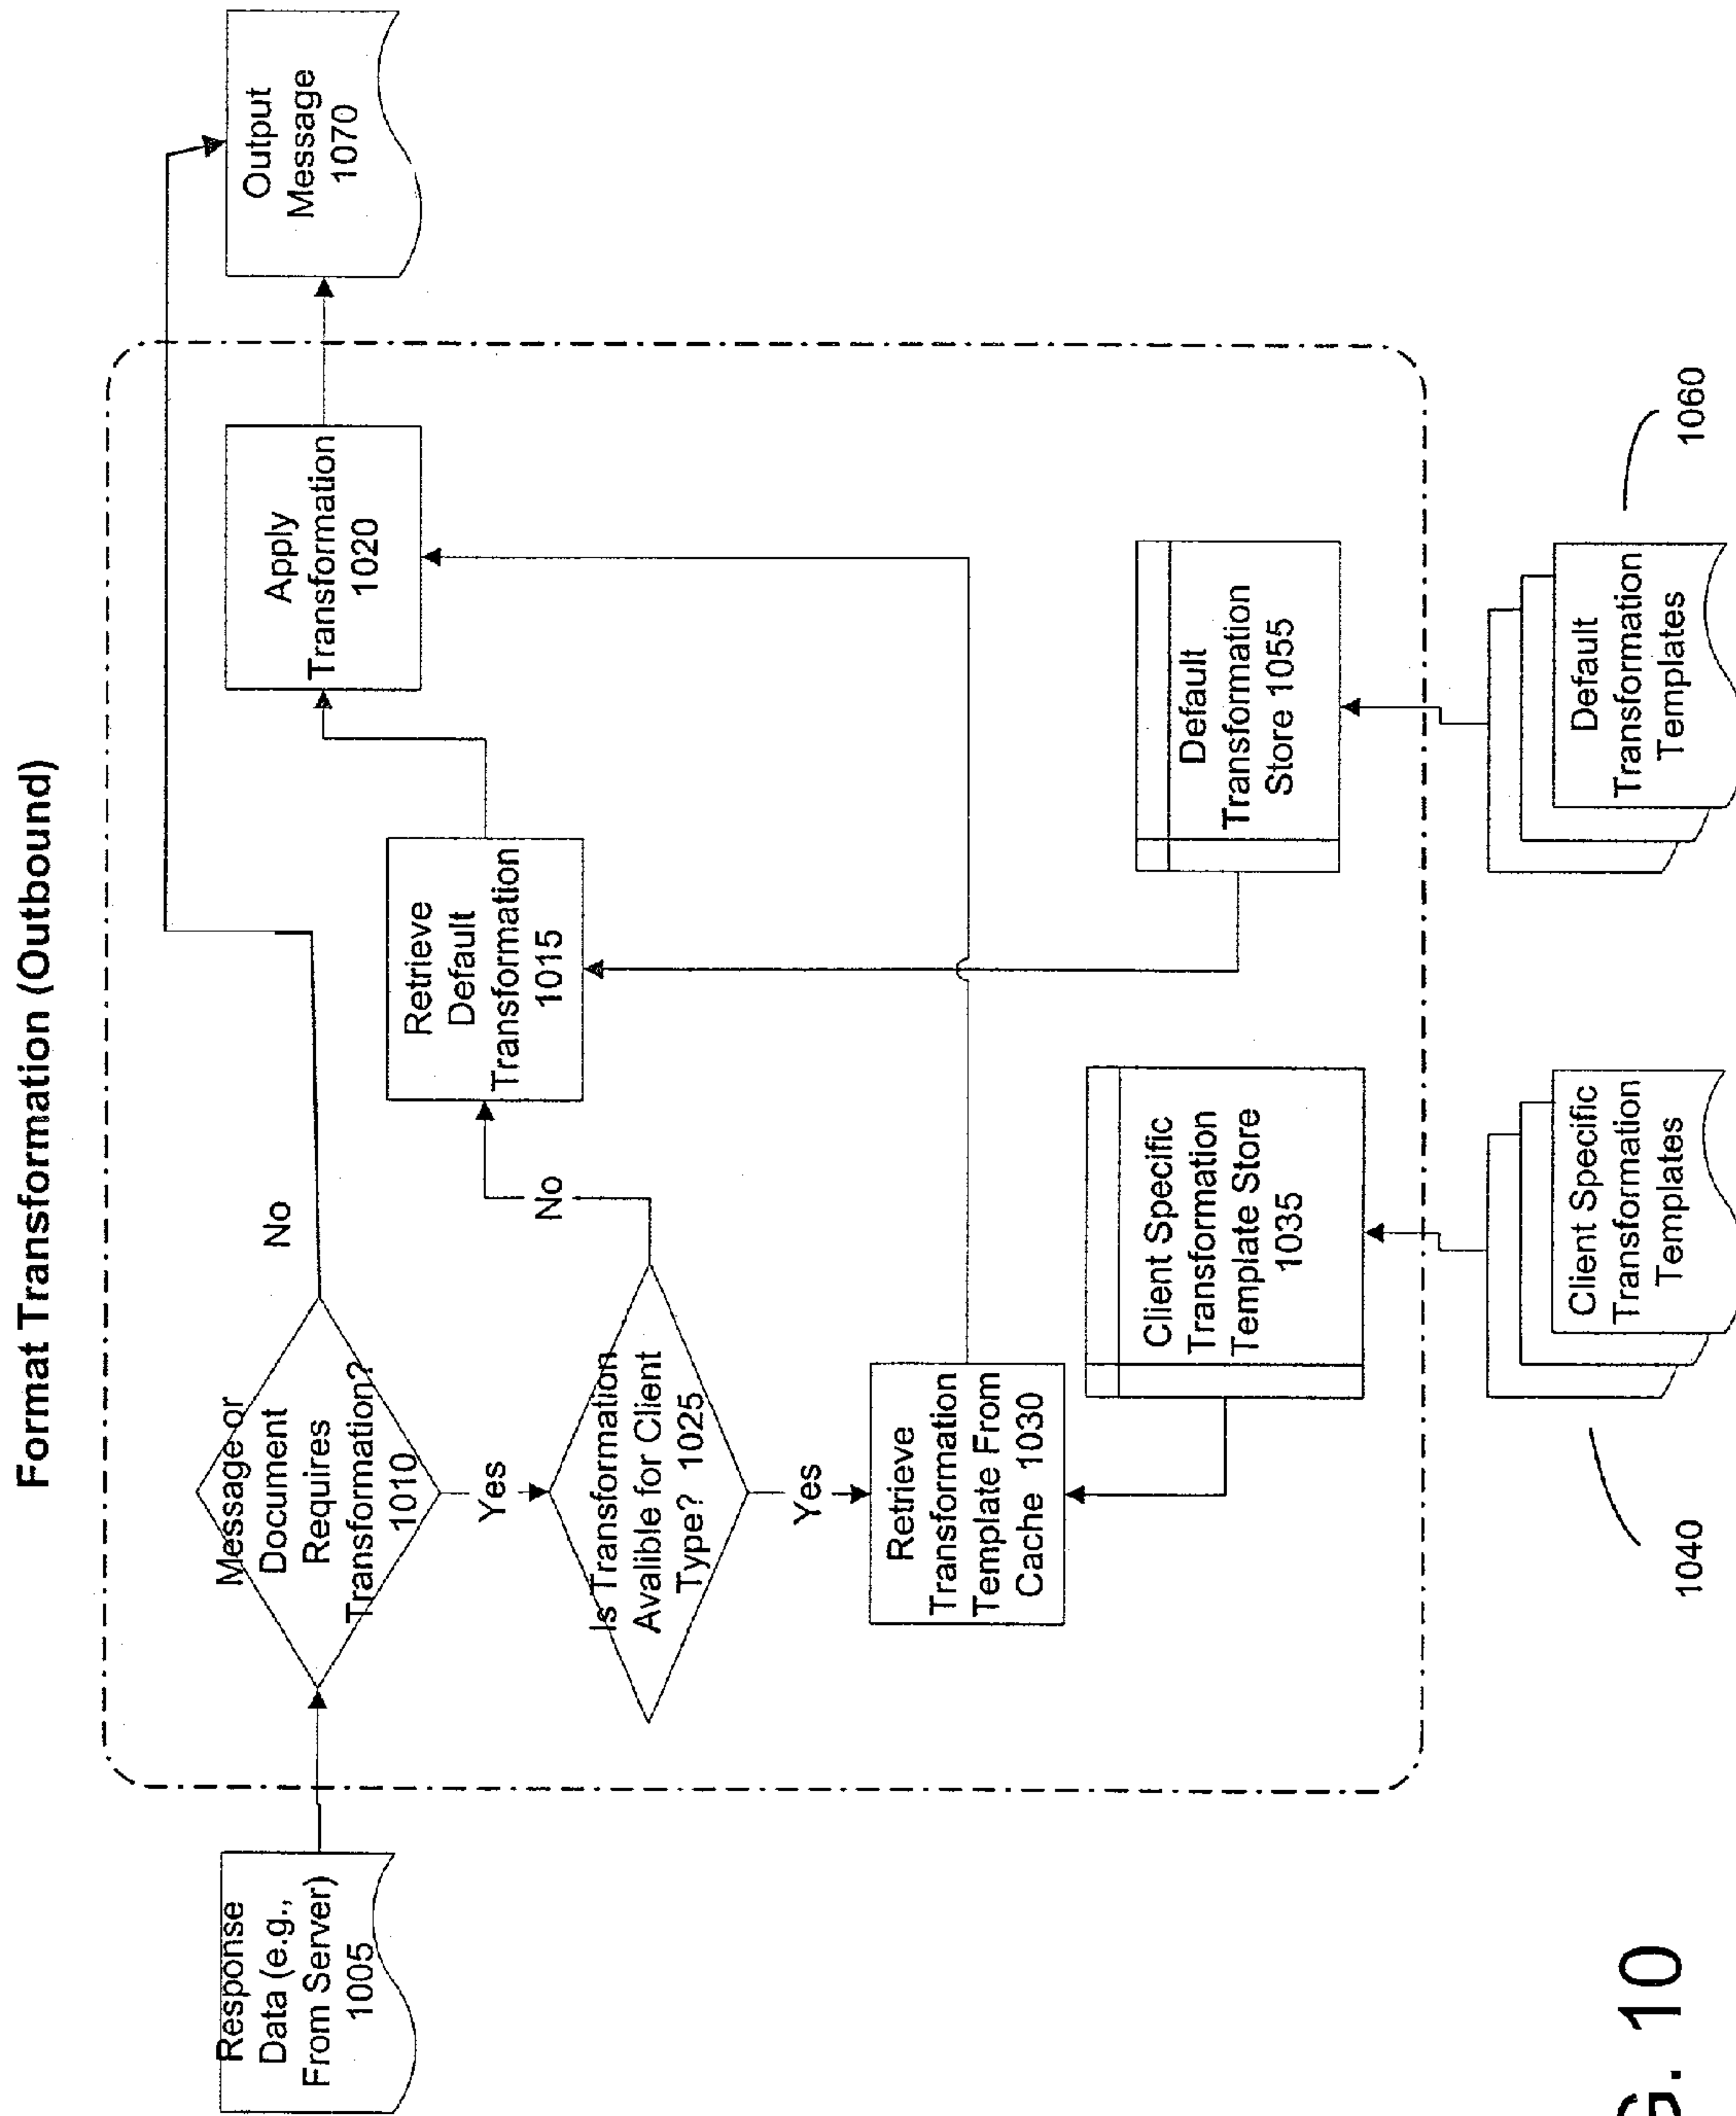 Format Transformation (Outbound)
Response
Data (e.g.,
From Server)
1005
Message or
Document
Requires
Transformation?
1010
No
Yes
Is Transformation
Avalible for Client
Type? 1025
No
Yes
Retrieve
Default
Transformation
1015
Apply
Transformation
1020
Output
Message
1070
Retrieve
Transformation
Template From
Cache 1030
Client Specific
Transformation
Template Store
1035
Default
Transformation
Store 1055
Client Specific
Transformation
Templates
1040
Default
Transformation
Templates
1060
G. 10